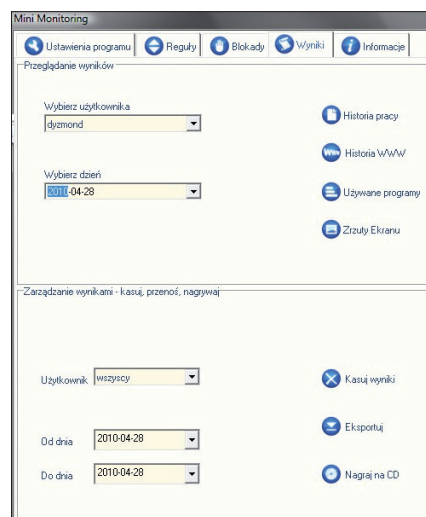 Mini Monitoring
Ustawienia programu Reguły Blokady Wyniki Informacje
Przeglądanie wyników
Wybierz użytkownika
dyzmond
Historia pracy
Historia WWW
Wybierz dzień
2010-04-28
Używane programy
Zrzuty Ekranu
Zarządzanie wynikami - kasuj, przenoś, nagrywaj
Użytkownik wszyscy
Kasuj wyniki
Od dnia 2010-04-28
Eksportuj
Do dnia 2010-04-28
Nagraj na CD